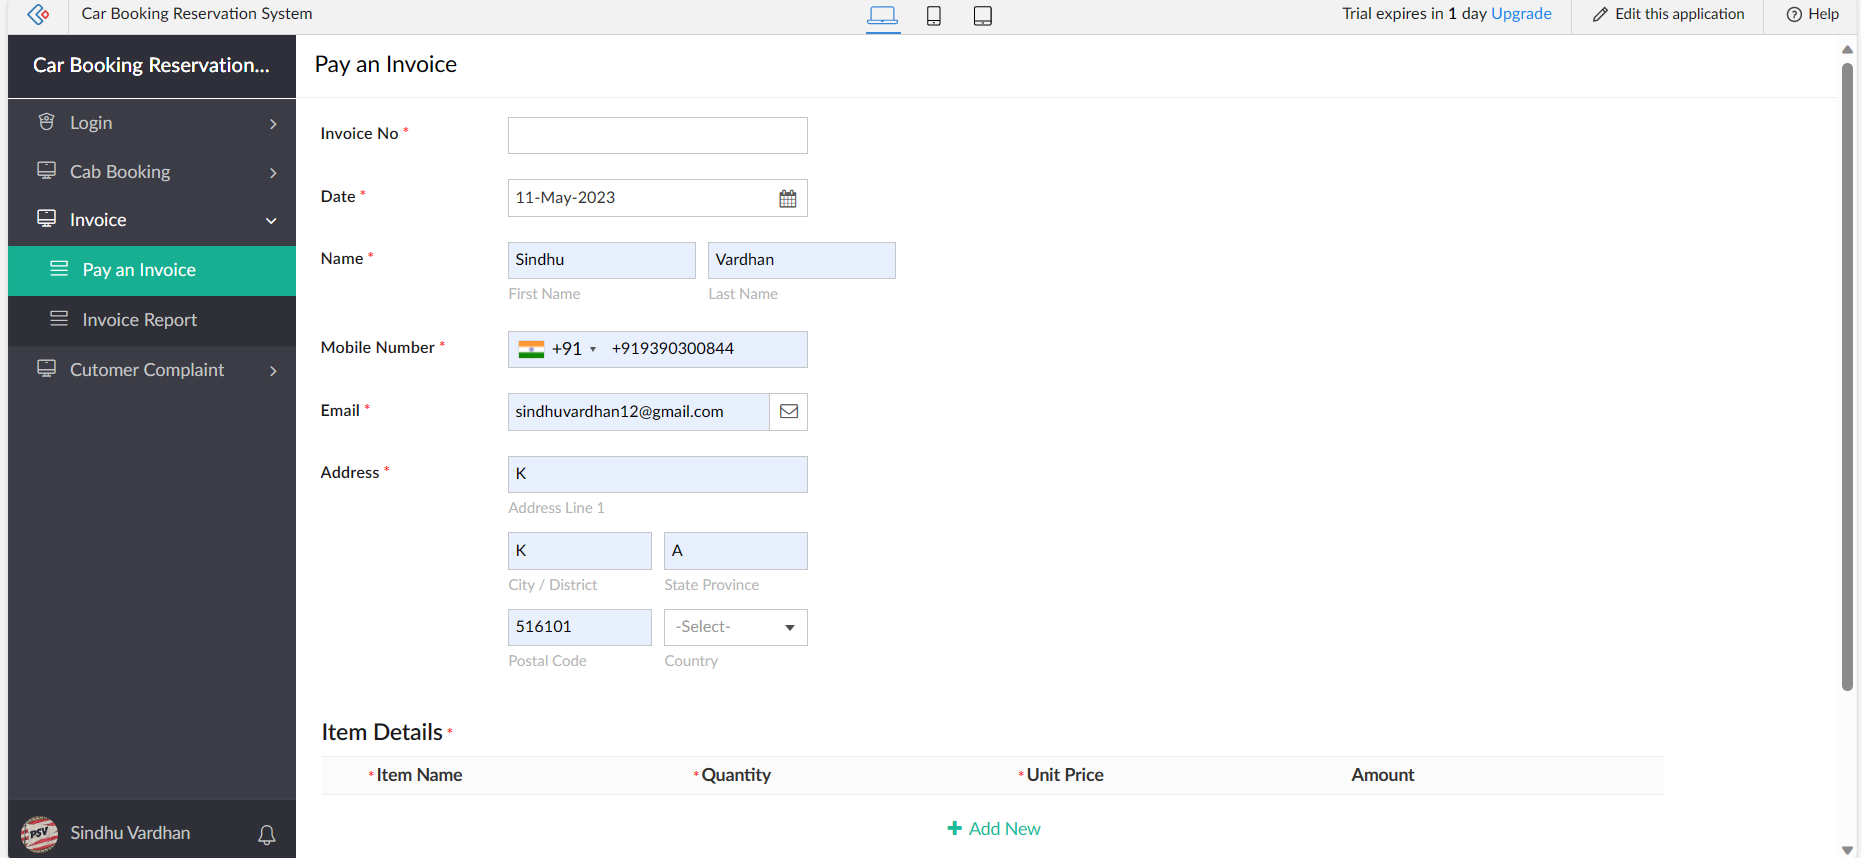 Car Booking Reservation System
Trial expires in 1 day Upgrade
Edit this application
Help
Car Booking Reservation...
Login
Cab Booking
Invoice
Pay an Invoice
Invoice Report
Cutomer Complaint
PSV
Sindhu Vardhan
Pay an Invoice
Invoice No *
Date *
11-May-2023
Name *
Sindhu
Vardhan
First Name
Last Name
Mobile Number *
+91
+919390300844
Email *
sindhuvardhan12@gmail.com
Address *
K
Address Line 1
K
A
City / District
State Province
516101
-Select-
Postal Code
Country
Item Details *
* Item Name
* Quantity
* Unit Price
Amount
+ Add New